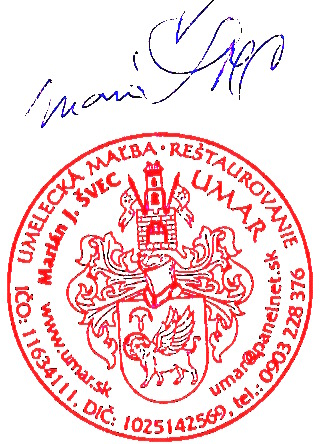 UMELECKÁ MAĽBA · REŠTAUROVANIE
Marián J. ŠVEC
UMAR
www.umar.sk
umar@panelnet.sk
IČO: 11634111, DIČ: 1025142569, tel.: 0903 228 376